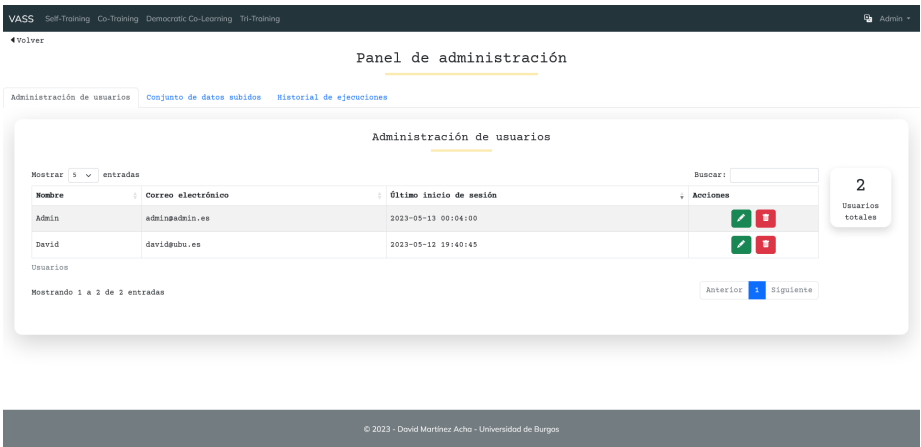 VASS Self-Training Co-Training Democratic Co-Learning Tri-Training Admin
Volver
Panel de administración
Administración de usuarios Conjunto de datos subidos Historial de ejecuciones
Administración de usuarios
Mostrar 5 entradas Buscar:
Nombre Correo electrónico Último inicio de sesión Acciones
Admin admin@admin.es 2023-05-13 00:04:00
David david@ubu.es 2023-05-12 19:40:45
2
Usuarios
totales
Usuarios
Mostrando 1 a 2 de 2 entradas Anterior 1 Siguiente
© 2023 - David Martínez Acha - Universidad de Burgos